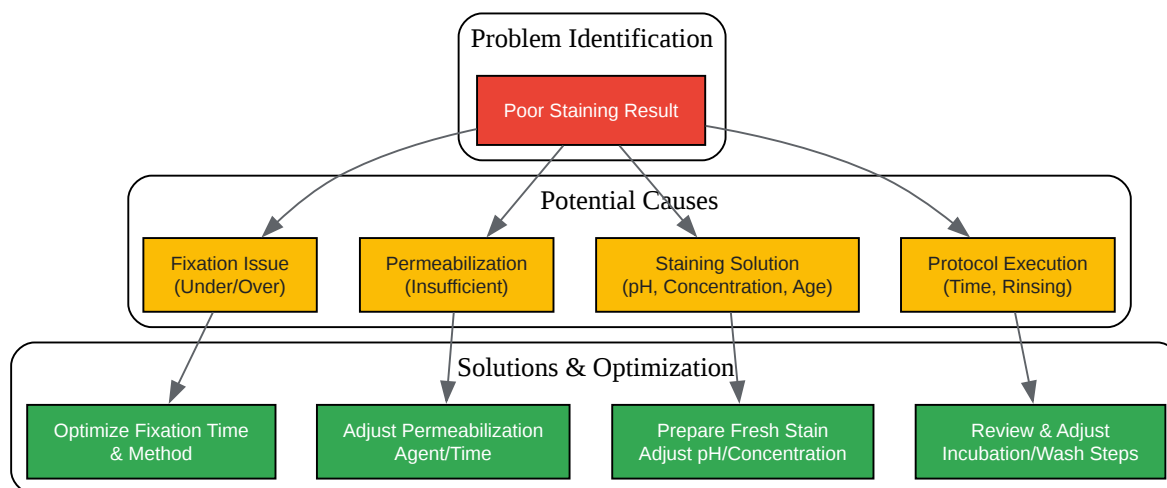 Problem Identification
Poor Staining Result
Potential Causes
Fixation Issue
(Under/Over)
Permeabilization
(Insufficient)
Staining Solution
(pH, Concentration, Age)
Protocol Execution
(Time, Rinsing)
Solutions & Optimization
Optimize Fixation Time
& Method
Adjust Permeabilization
Agent/Time
Prepare Fresh Stain
Adjust pH/Concentration
Review & Adjust
Incubation/Wash Steps